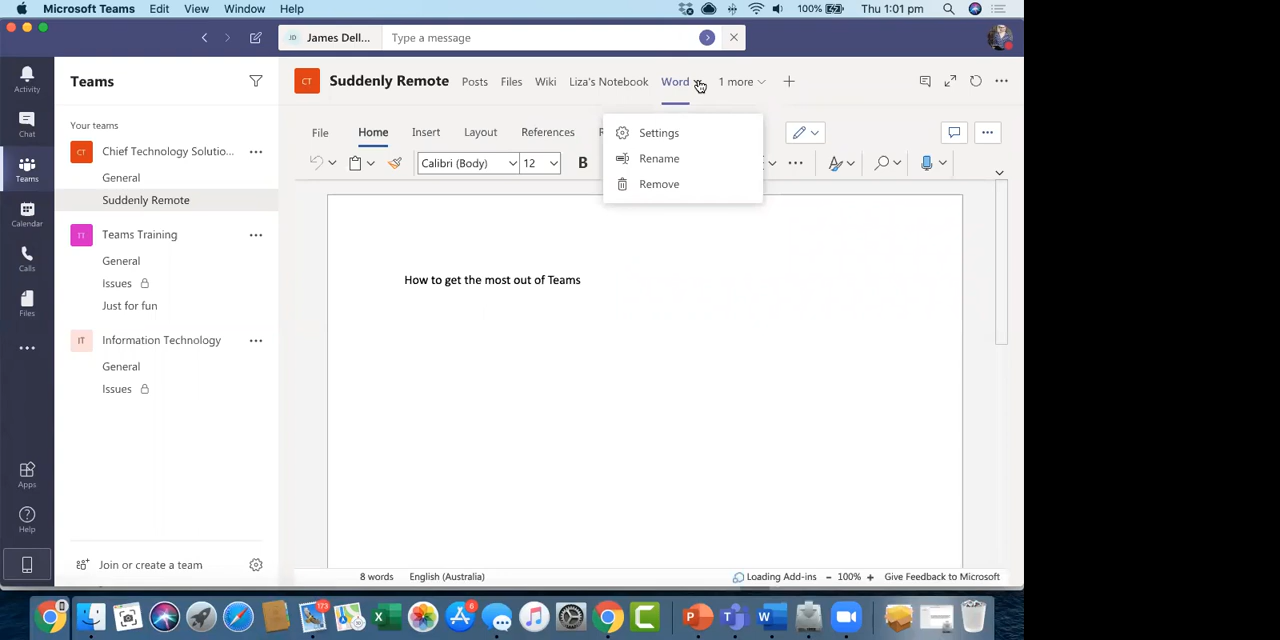 Microsoft Teams Edit View Window Help 100% Thu 1:01 pm
JD James Dell... Type a message
Activity
Chat
Teams
Calendar
Calls
Files
Apps
Help
Teams
Your teams
CT Chief Technology Solutio...
General
Suddenly Remote
TT Teams Training
General
Issues
Just for fun
IT Information Technology
General
Issues
Join or create a team
CT Suddenly Remote Posts Files Wiki Liza's Notebook Word 1 more
Settings
Rename
Remove
File Home Insert Layout References R
Calibri (Body) 12 B
How to get the most out of Teams
8 words English (Australia) Loading Add-ins 100% Give Feedback to Microsoft